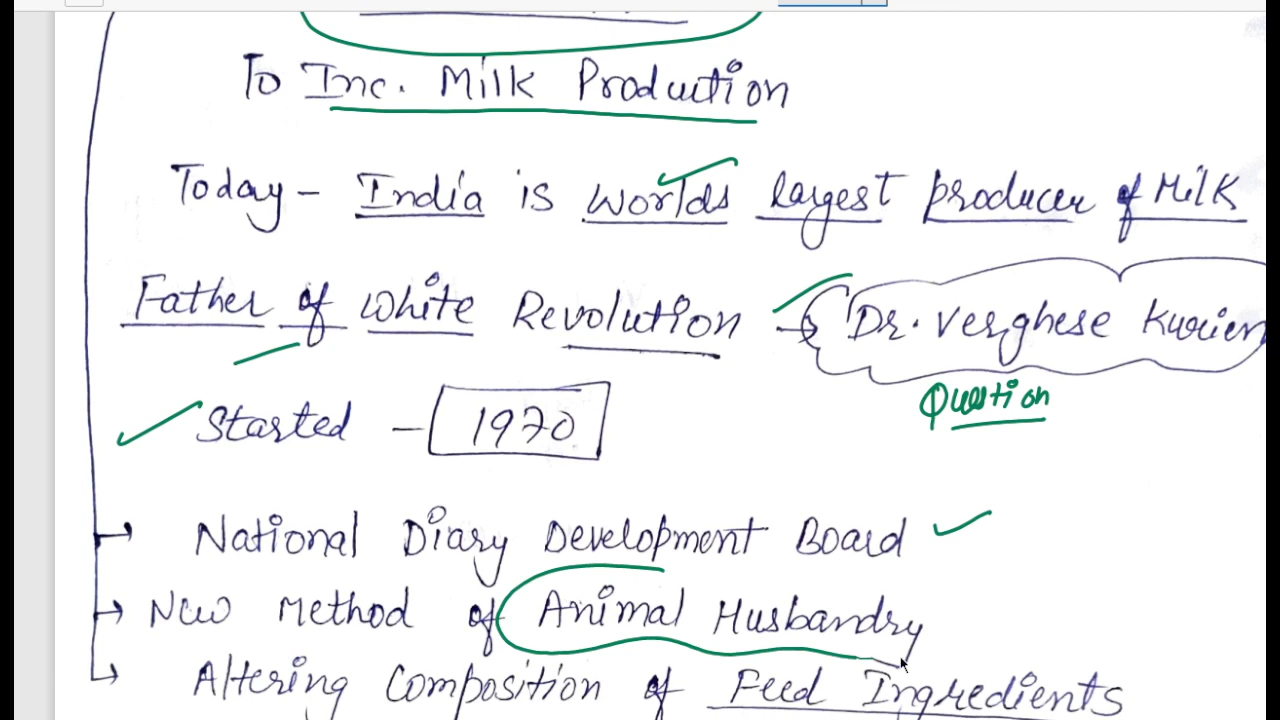 To Inc. Milk Production
Today - India is worlds largest producer of Milk
Father of White Revolution → Dr. Verghese Kurien
Question
Started - 1970
→ National Diary Development Board
→ New Method of Animal Husbandry
→ Altering Composition of Feed Ingredients